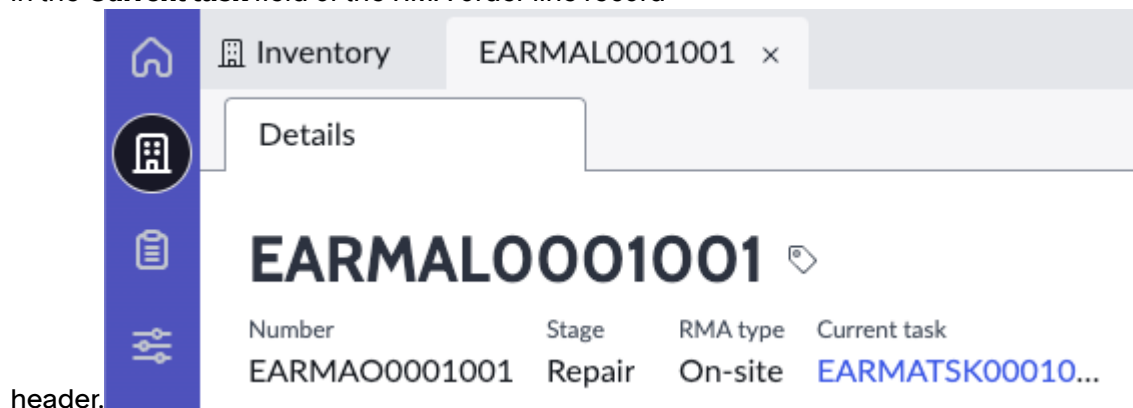 Inventory EARMAL0001001 ×
Details
EARMAL0001001
Number Stage RMA type Current task
EARMAO0001001 Repair On-site EARMATSK00010...
header.